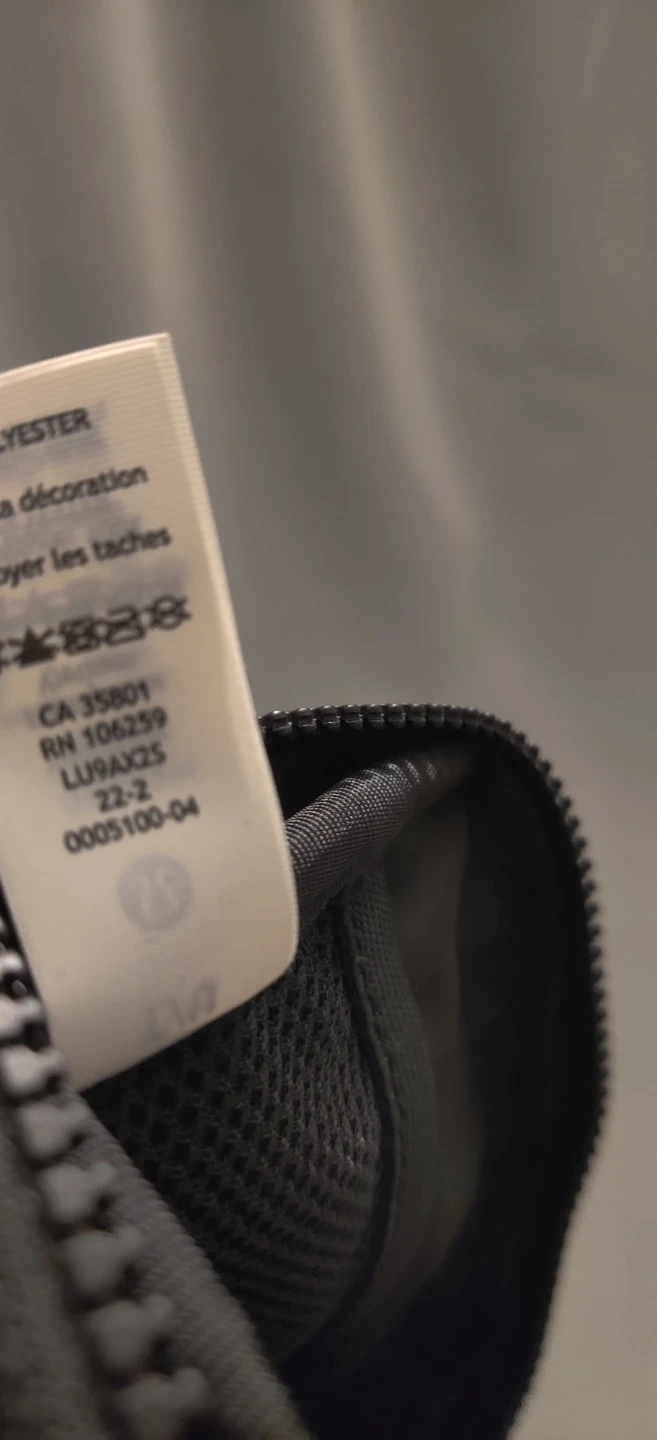 LYESTER
a décoration
oyer les taches
CA 35801
RN 106259
LU9AX2S
22-2
0005100-04